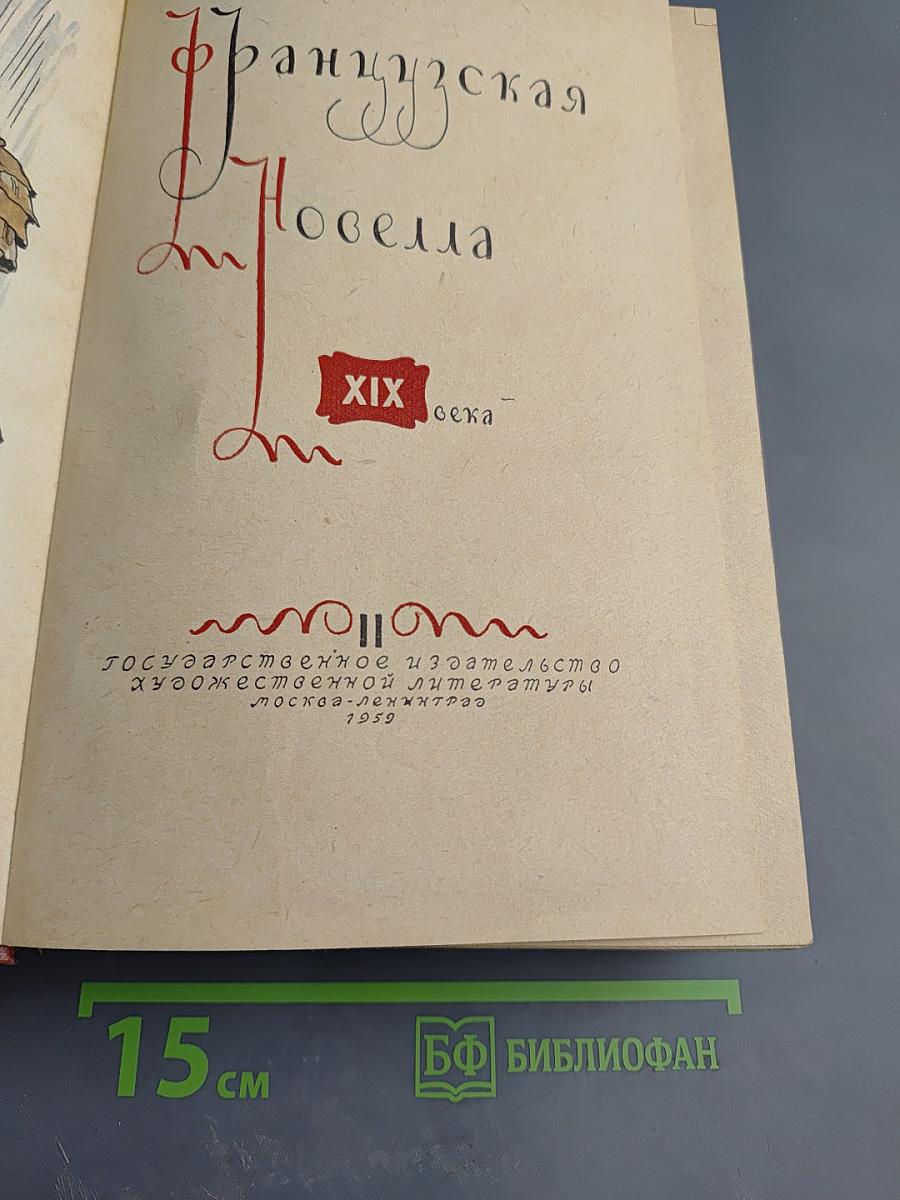 Французская
Новелла
XIX века
II
ГОСУДАРСТВЕННОЕ ИЗДАТЕЛЬСТВО
ХУДОЖЕСТВЕННОЙ ЛИТЕРАТУРЫ
МОСКВА-ЛЕНИНГРАД
1959
15 см
БФ БИБЛИОФАН